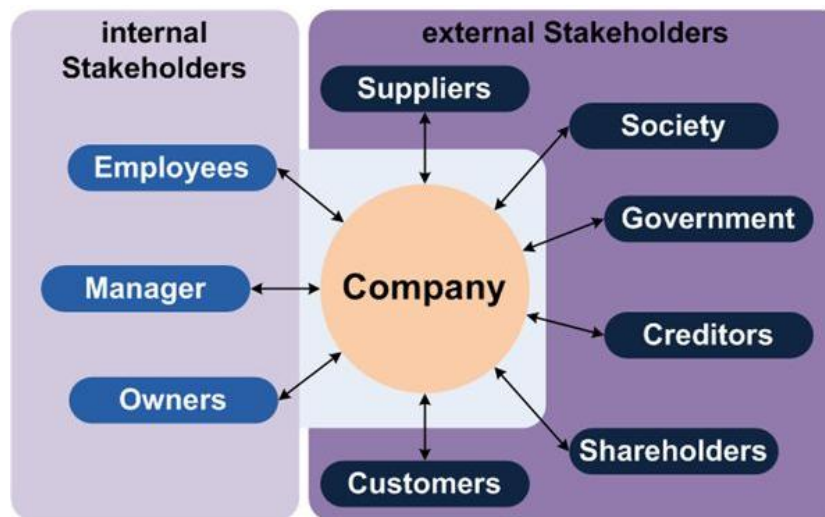 internal
Stakeholders
external Stakeholders
Suppliers
Society
Employees
Government
Manager
Company
Creditors
Owners
Shareholders
Customers